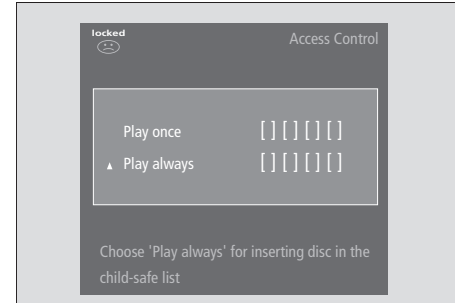 locked
Access Control
Play once [ ] [ ] [ ] [ ]
▲ Play always [ ] [ ] [ ] [ ]
Choose 'Play always' for inserting disc in the
child-safe list